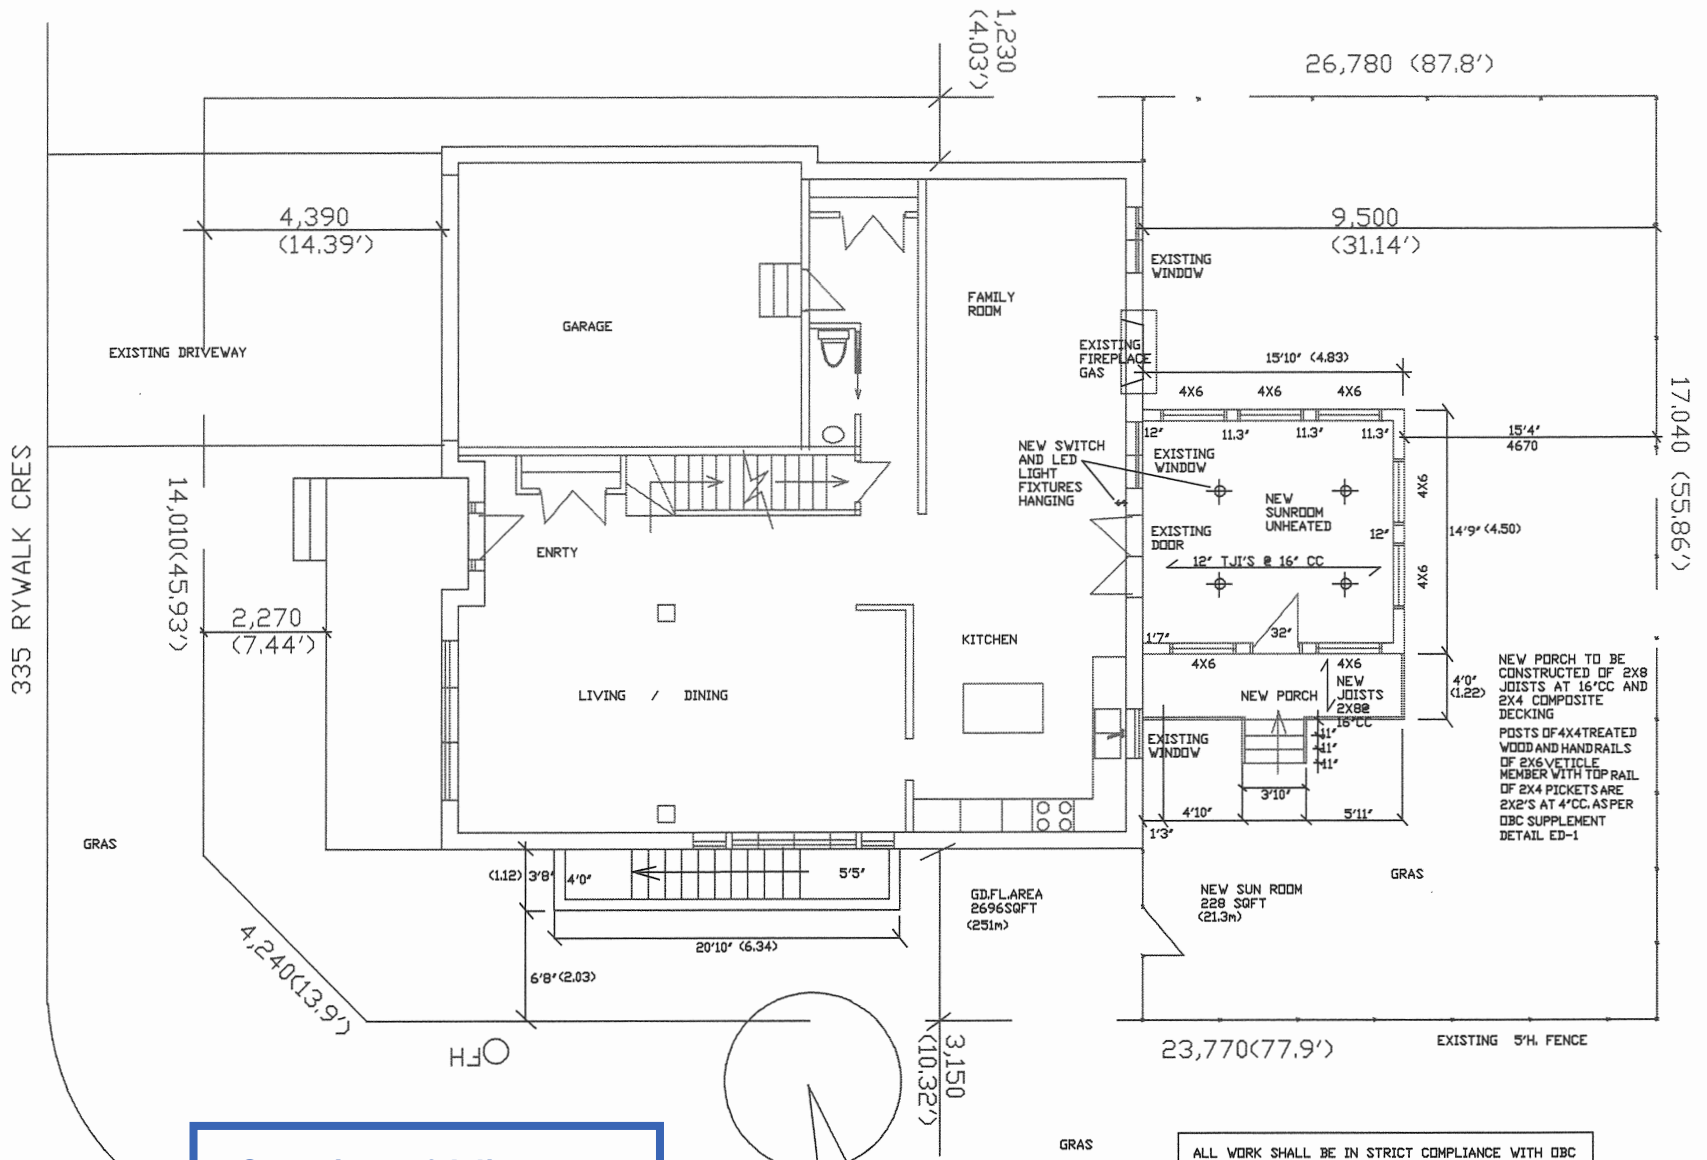 1,230
(4.03')
26,780 (87.8')
4,390
(14.39')
9,500
(31.14')
EXISTING
WINDOW
FAMILY
ROOM
GARAGE
EXISTING DRIVEWAY
EXISTING
FIREPLACE
GAS
15'10" (4.83)
4X6
4X6
4X6
17,040 (55.86')
12"
11.3"
11.3"
11.3"
15'4"
4670
NEW SWITCH
AND LED
LIGHT
FIXTURES
HANGING
EXISTING
WINDOW
4X6
335 RYWALK CRES
14,010(45.93')
NEW
SUNROOM
UNHEATED
EXISTING
DOOR
12"
14'9" (4.50)
ENRTY
12" TJI'S @ 16" CC
4X6
2,270
(7.44')
KITCHEN
1'7"
32"
4X6
4X6
LIVING / DINING
NEW PORCH
NEW
JOISTS
2X8@
16"CC
4'0"
(1.22)
NEW PORCH TO BE
CONSTRUCTED OF 2X8
JOISTS AT 16"CC AND
2X4 COMPOSITE
DECKING
POSTS OF4X4TREATED
WOOD AND HANDRAILS
OF 2X6 VETICLE
MEMBER WITH TOP RAIL
OF 2X4 PICKETS ARE
2X2'S AT 4"CC. AS PER
OBC SUPPLEMENT
DETAIL ED-1
EXISTING
WINDOW
11"
11"
11"
3'10"
4'10"
5'11"
1'3"
GRAS
(1.12) 3'8"
4'0"
5'5"
GD.FL.AREA
2696SQFT
(251m)
NEW SUN ROOM
228 SQFT
(21.3m)
GRAS
20'10" (6.34)
4,240(13.9')
6'8" (2.03)
FH
3,150
(10.32')
23,770(77.9')
EXISTING 5'H. FENCE
GRAS
ALL WORK SHALL BE IN STRICT COMPLIANCE WITH OBC